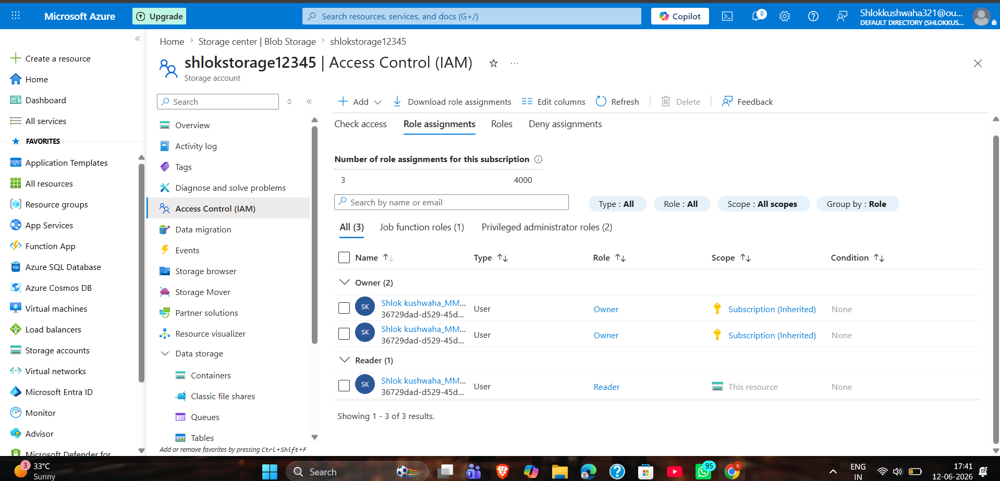 Microsoft Azure
Upgrade
Search resources, services, and docs (G+/)
Copilot
8
Shlokkushwaha321@ou...
DEFAULT DIRECTORY (SHLOKKUS...
Create a resource
Home
Dashboard
All services
FAVORITES
Application Templates
All resources
Resource groups
App Services
Function App
Azure SQL Database
Azure Cosmos DB
Virtual machines
Load balancers
Storage accounts
Virtual networks
Microsoft Entra ID
Monitor
Advisor
Microsoft Defender for
Home > Storage center | Blob Storage > shlokstorage12345
shlokstorage12345 | Access Control (IAM)
Storage account
Search
Overview
Activity log
Tags
Diagnose and solve problems
Access Control (IAM)
Data migration
Events
Storage browser
Storage Mover
Partner solutions
Resource visualizer
Data storage
Containers
Classic file shares
Queues
Tables
Add or remove favorites by pressing Ctrl+Shift+F
Add Download role assignments Edit columns Refresh Delete Feedback
Check access Role assignments Roles Deny assignments
Number of role assignments for this subscription
3 4000
Search by name or email
Type : All Role : All Scope : All scopes Group by : Role
All (3) Job function roles (1) Privileged administrator roles (2)
Name Type Role Scope Condition
Owner (2)
SK Shlok kushwaha_MM... User Owner Subscription (Inherited) None
36729dad-d529-45d...
SK Shlok kushwaha_MM... User Owner Subscription (Inherited) None
36729dad-d529-45d...
Reader (1)
SK Shlok kushwaha_MM... User Reader This resource None
36729dad-d529-45d...
Showing 1 - 3 of 3 results.
3
33°C
Sunny
Search
95
ENG
IN
17:41
12-06-2026